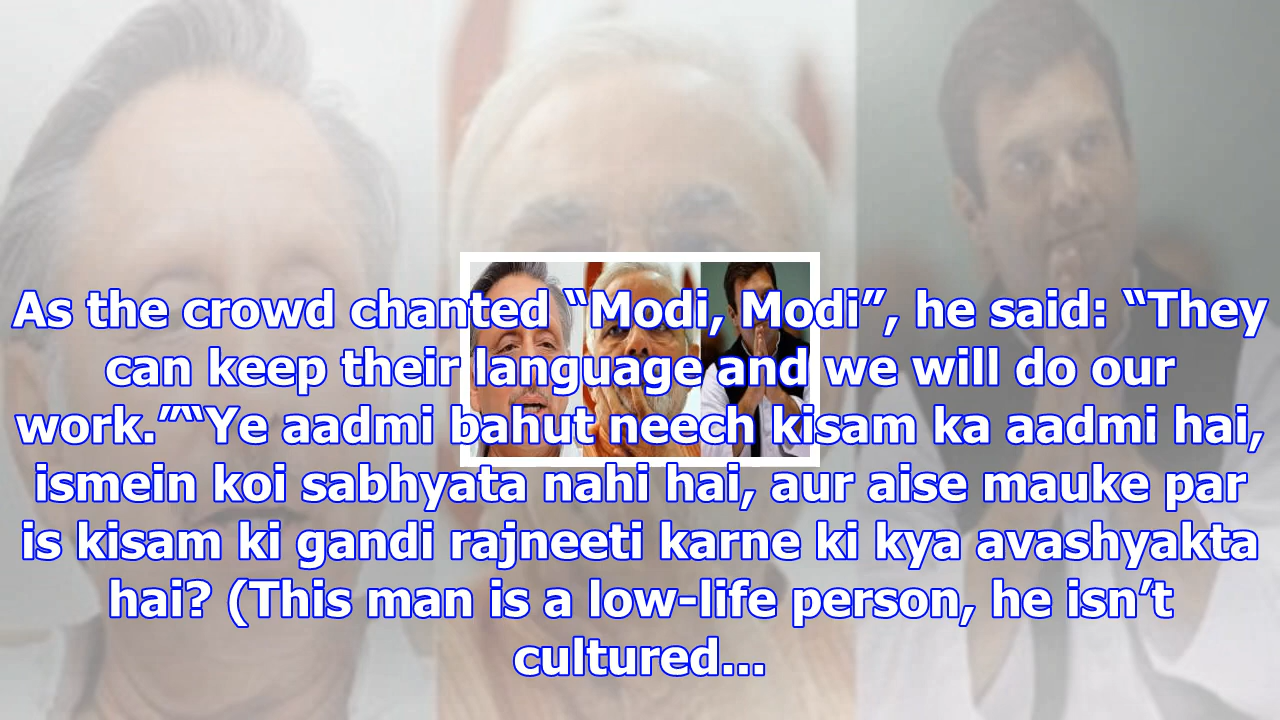 As the crowd chanted “Modi, Modi”, he said: “They
can keep their language and we will do our
work.”“Ye aadmi bahut neech kisam ka aadmi hai,
ismein koi sabhyata nahi hai, aur aise mauke par
is kisam ki gandi rajneeti karne ki kya avashyakta
hai? (This man is a low-life person, he isn’t
cultured...